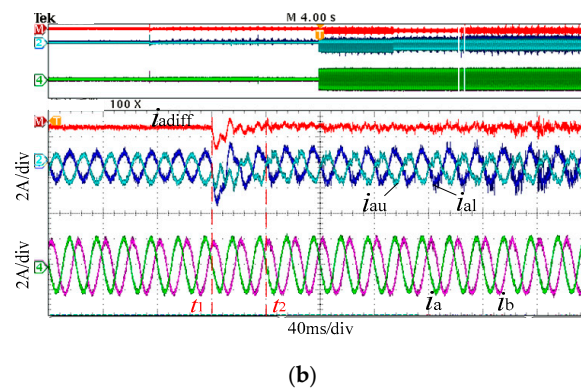 Tek
M 4.00 s
M
T
2
4
100 X
M
T
i_adiff
2
2A/div
i_au
i_al
4
2A/div
t1
t2
i_a
i_b
40ms/div
(b)